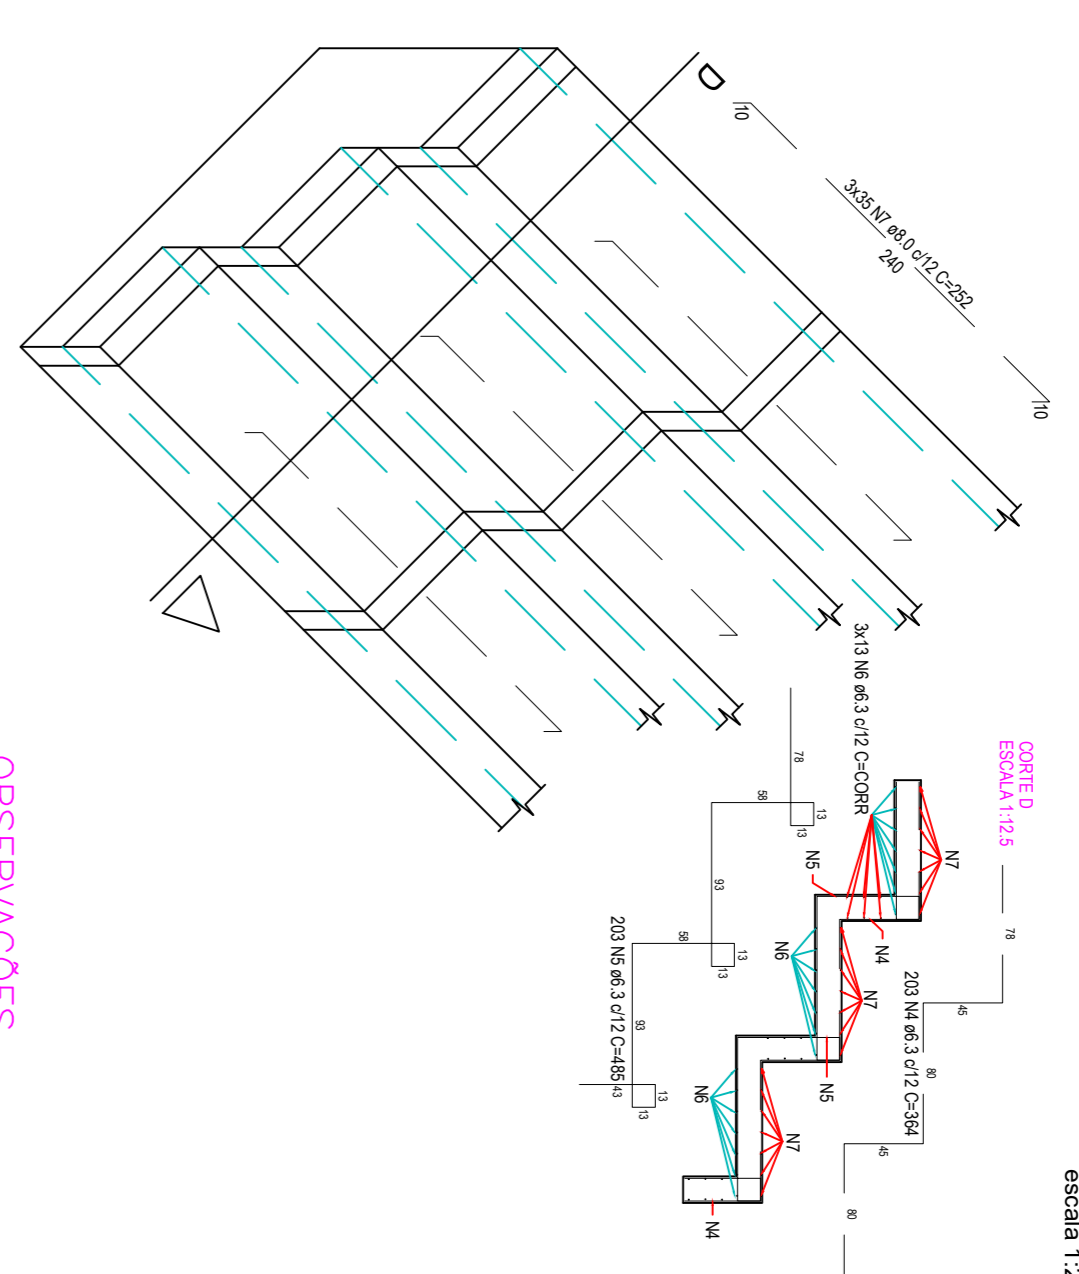 D
10
3x35 N7 ø8.0 c/12 C=252
240
10
3x13 N6 ø6.3 c/12 C=CORR
CORTE D
ESCALA 1:12.5
N7
N5
N4
N7
N6
N5
N7
N6
N4
78
45
203 N4 ø6.3 c/12 C=364
80
45
80
78
58
13
13
93
58
13
13
203 N5 ø6.3 c/12 C=485
93
43
13
13
OBSERVAÇÕES